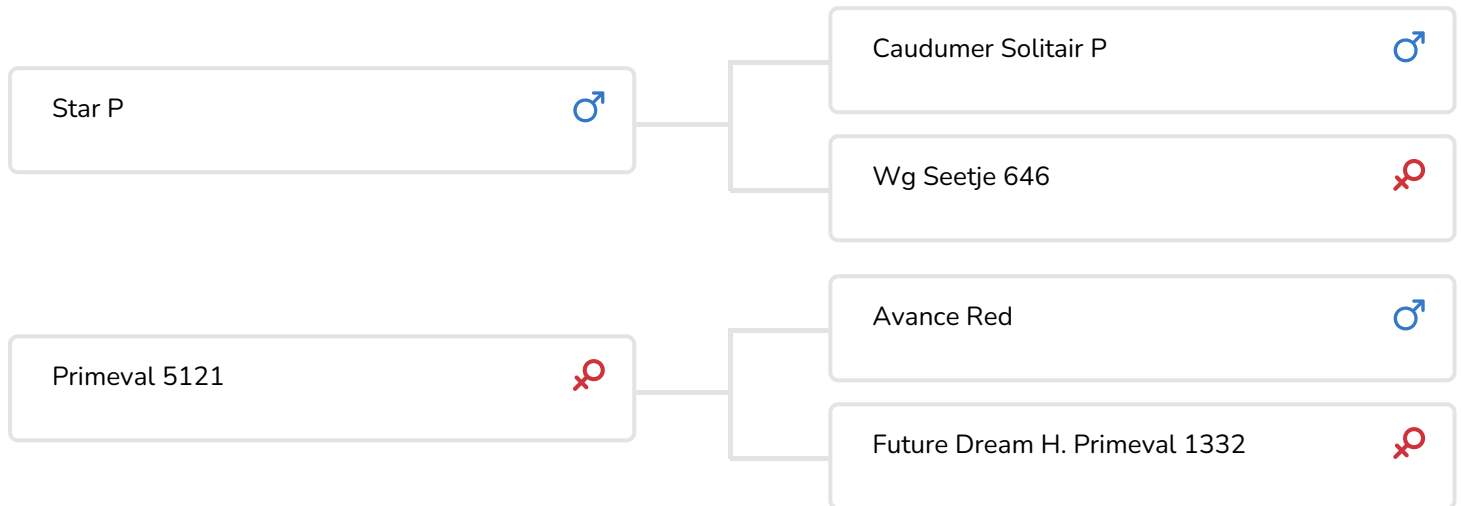 Star P
Caudumer Solitair P
Wg Seetje 646
Primeval 5121
Avance Red
Future Dream H. Primeval 1332